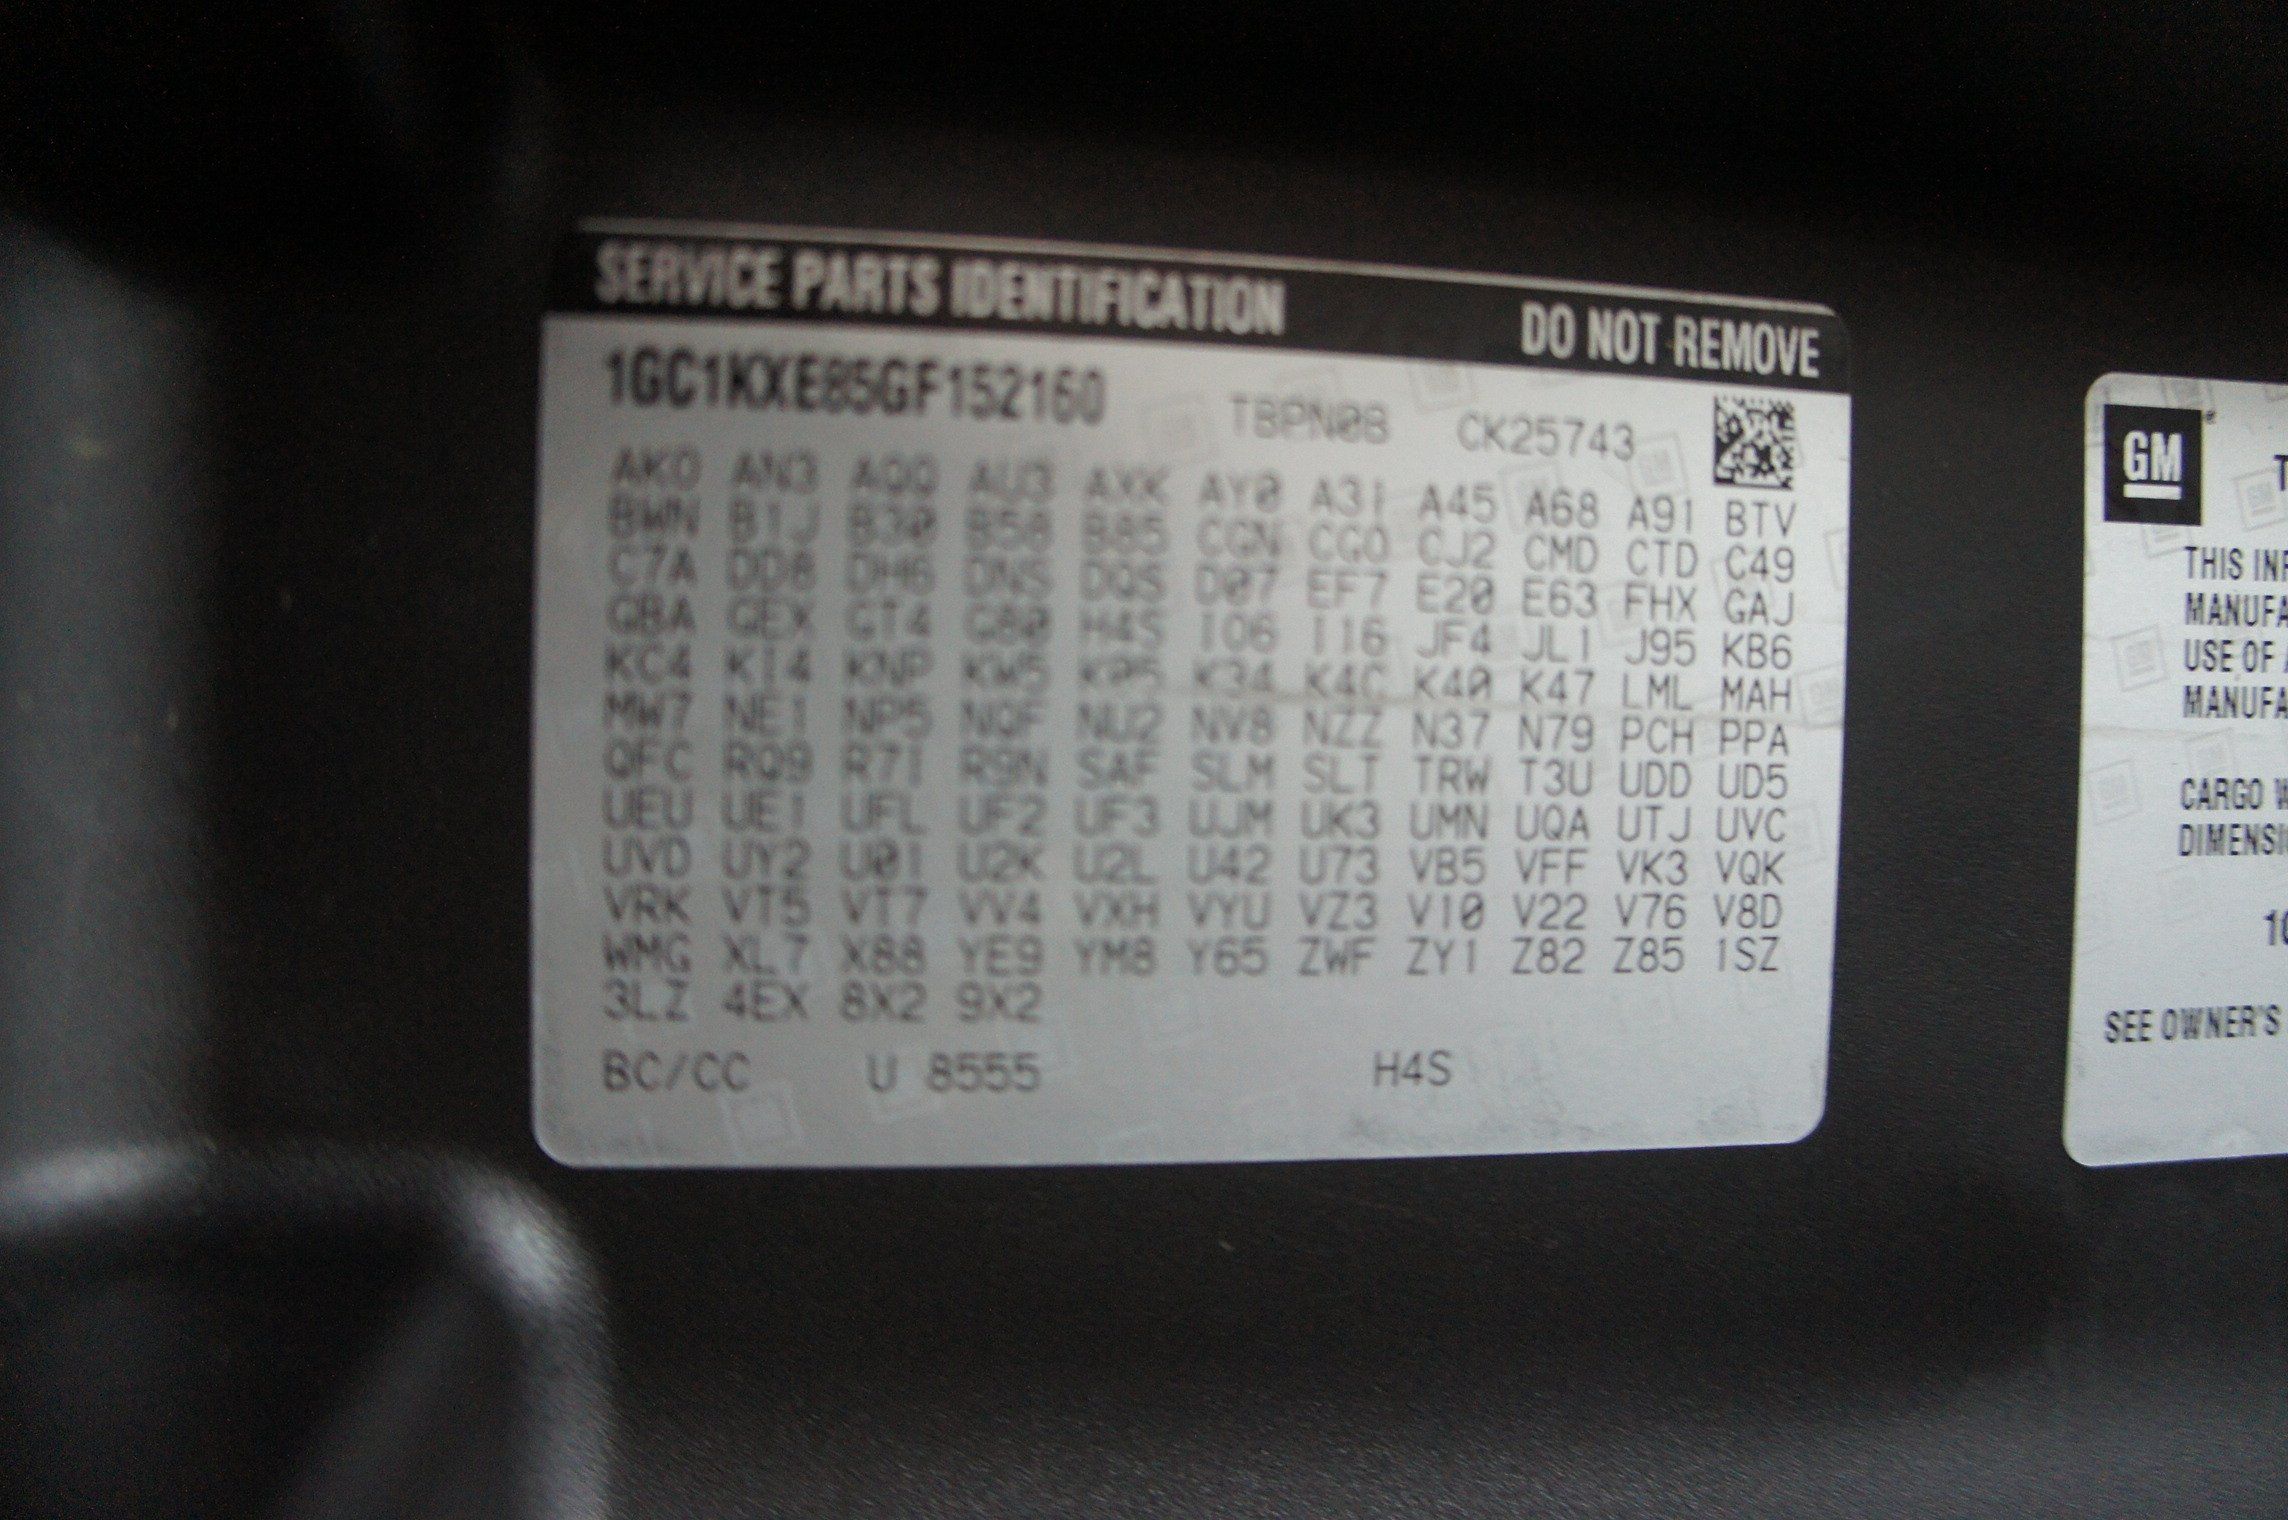 SERVICE PARTS IDENTIFICATION DO NOT REMOVE
1GC1KXE85GF152160 TBPN08 CK25743
AK0 AN3 AQQ AU3 AXK AY0 A31 A45 A68 A91 BTV
BWN B1J B30 B58 B85 CGN CGO CJ2 CMD CTD C49
C7A DD8 DH6 DNS DQS D07 EF7 E20 E63 FHX GAJ
QBA QEX GT4 G80 H4S IO6 I16 JF4 JL1 J95 KB6
KC4 KI4 KNP KW5 K95 K34 K4C K40 K47 LML MAH
MW7 NE1 NP5 NQF NU2 NV8 NZZ N37 N79 PCH PPA
QFC RQ9 R7I R9N SAF SLM SLT TRW T3U UDD UD5
UEU UE1 UFL UF2 UF3 UJM UK3 UMN UQA UTJ UVC
UVD UY2 U01 U2K U2L U42 U73 VB5 VFF VK3 VQK
VRK VT5 VT7 VV4 VXH VYU VZ3 V10 V22 V76 V8D
WMG XL7 X88 YE9 YM8 Y65 ZWF ZY1 Z82 Z85 1SZ
3LZ 4EX 8X2 9X2
BC/CC U 8555 H4S
GM
THIS
MANUFA
USE OF
MANUFA
CARGO
DIMENSI
SEE OWNER'S